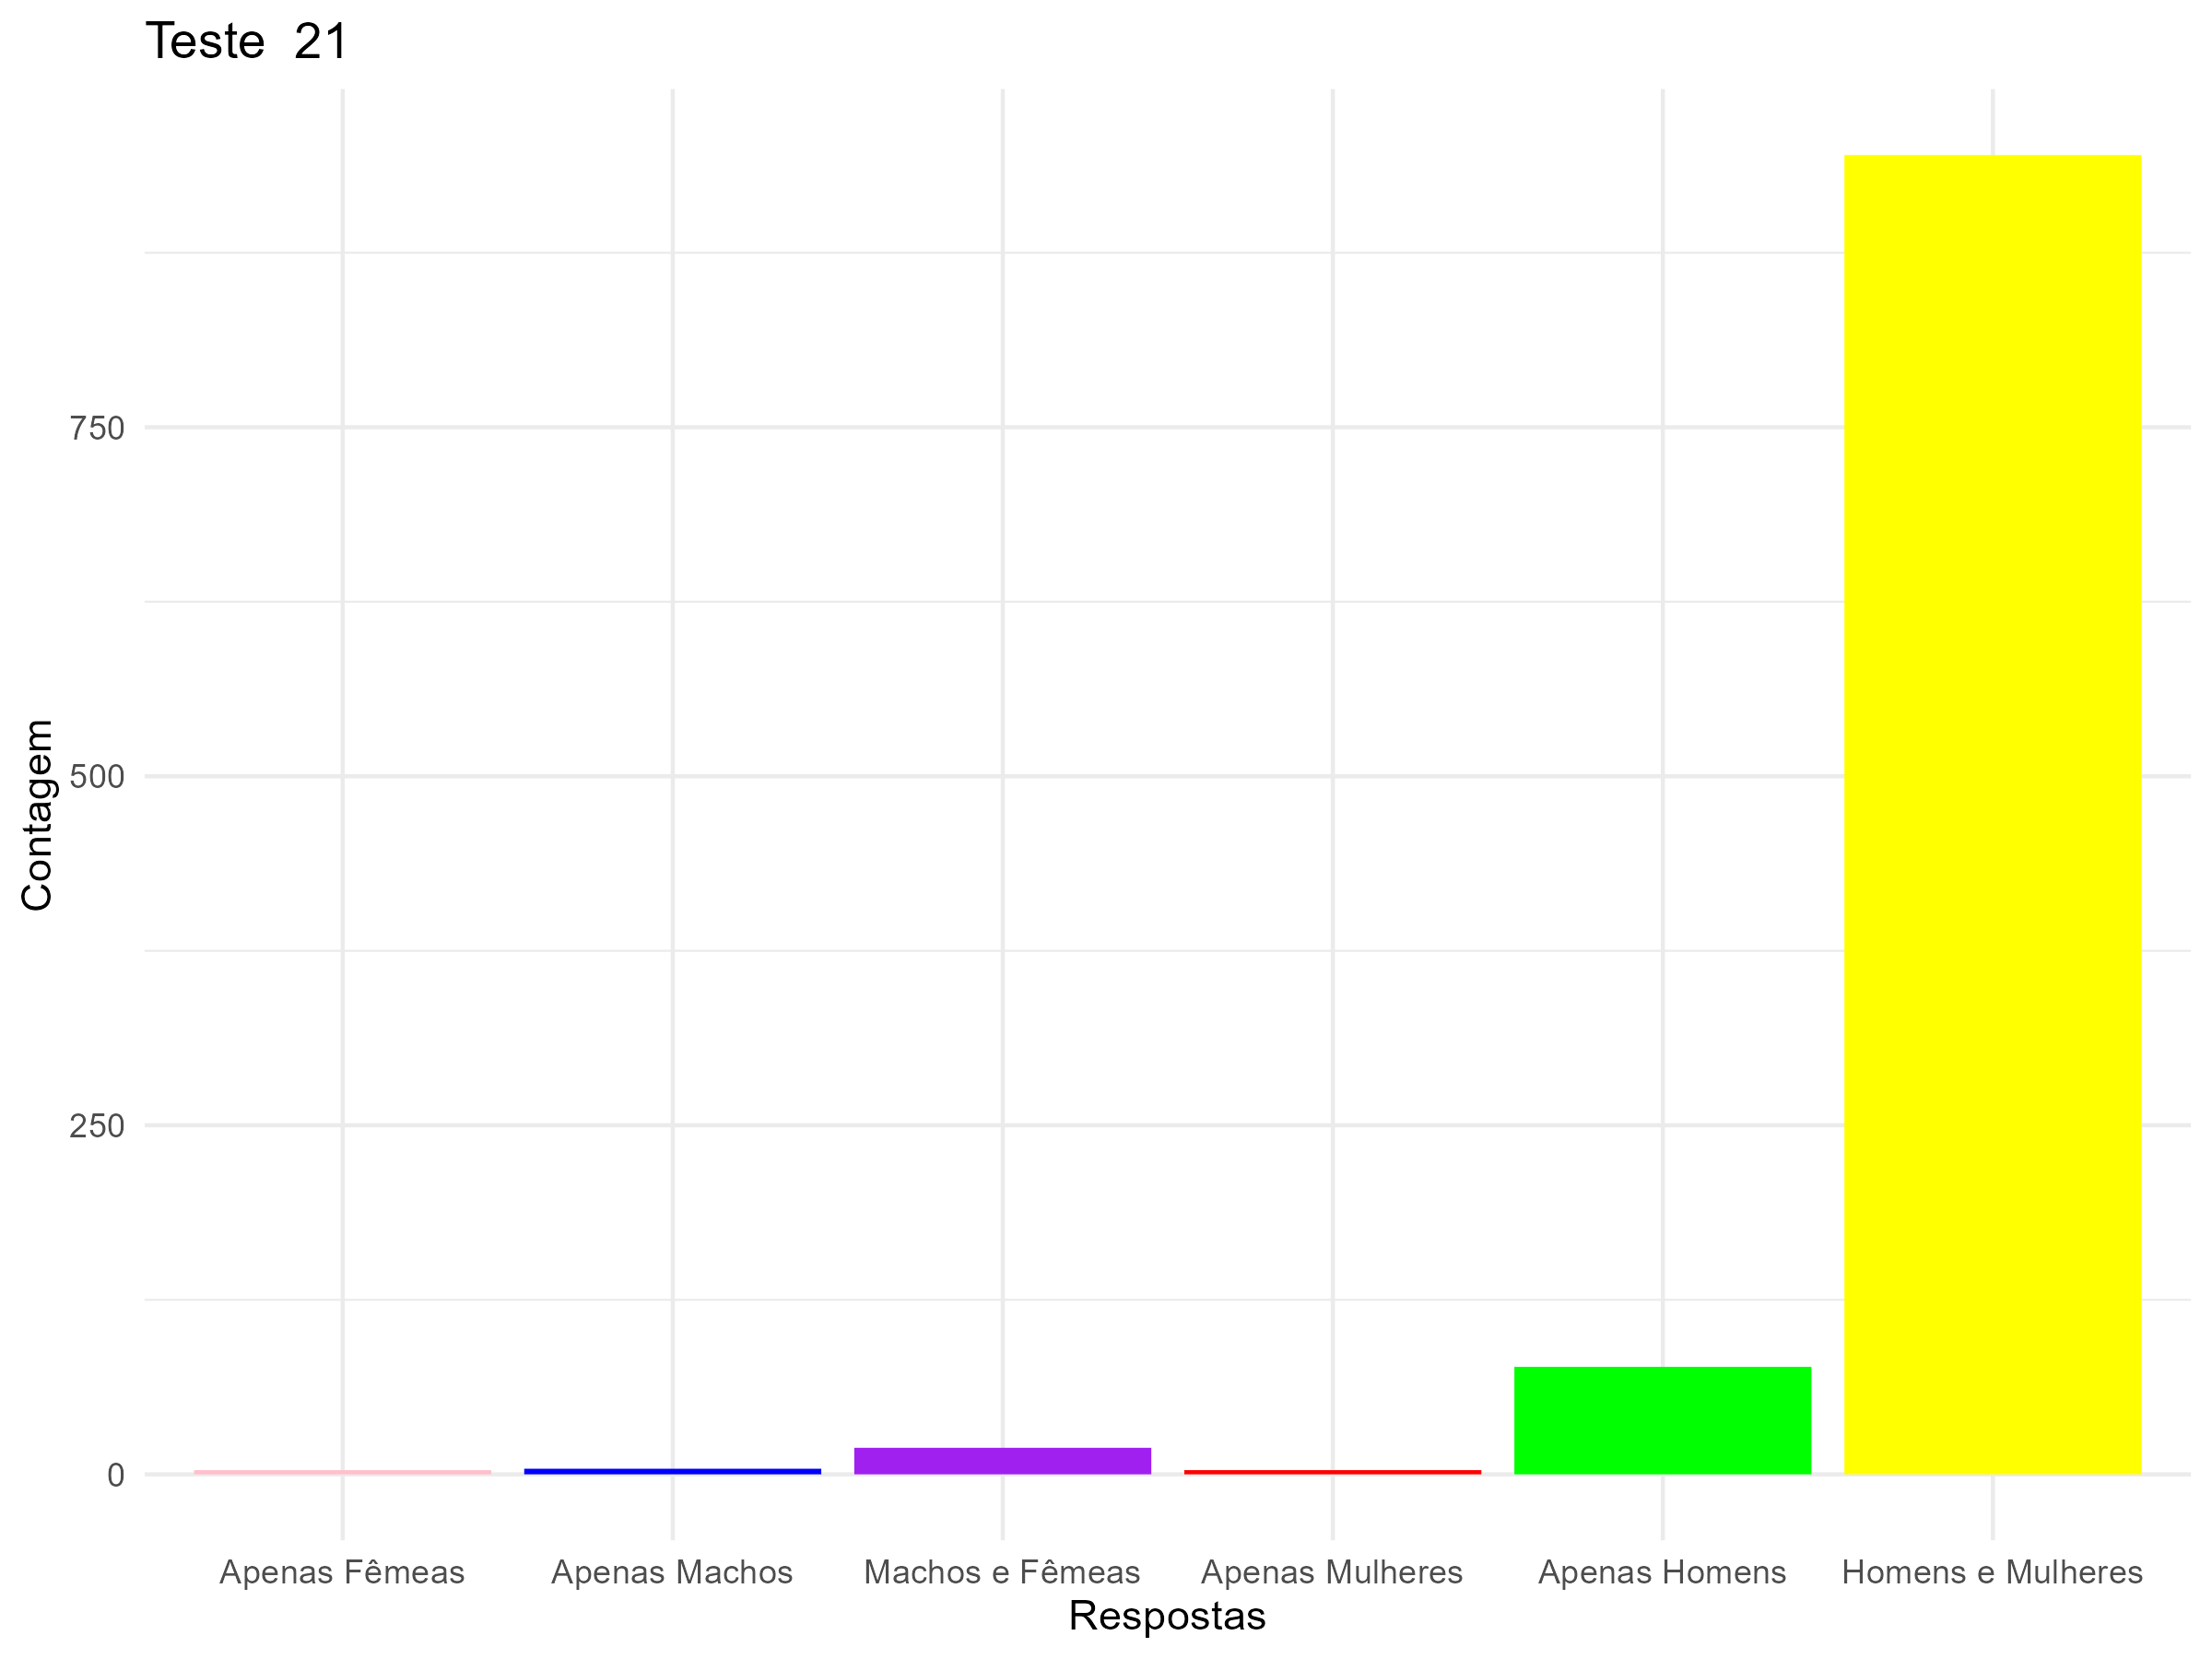 Teste  21
Contagem
750
500
250
0
Apenas Fêmeas
Apenas Machos
Machos e Fêmeas
Apenas Mulheres
Apenas Homens
Homens e Mulheres
Respostas